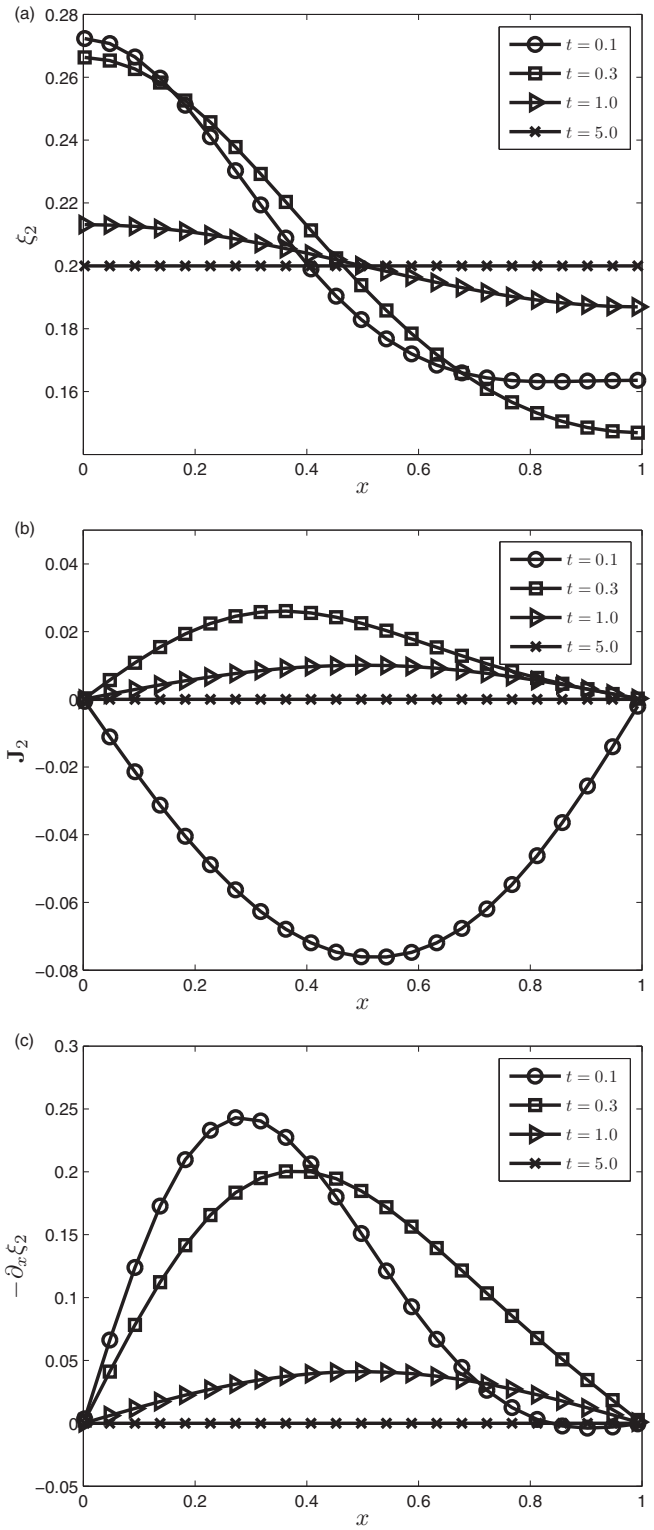 (a)
0.28
0.26
0.24
0.22
0.2
0.18
0.16
ξ₂
0 0.2 0.4 0.6 0.8 1
x
t = 0.1
t = 0.3
t = 1.0
t = 5.0
(b)
0.04
0.02
0
−0.02
−0.04
−0.06
−0.08
J₂
0 0.2 0.4 0.6 0.8 1
x
t = 0.1
t = 0.3
t = 1.0
t = 5.0
(c)
0.3
0.25
0.2
0.15
0.1
0.05
0
−0.05
−∂ₓξ₂
0 0.2 0.4 0.6 0.8 1
x
t = 0.1
t = 0.3
t = 1.0
t = 5.0